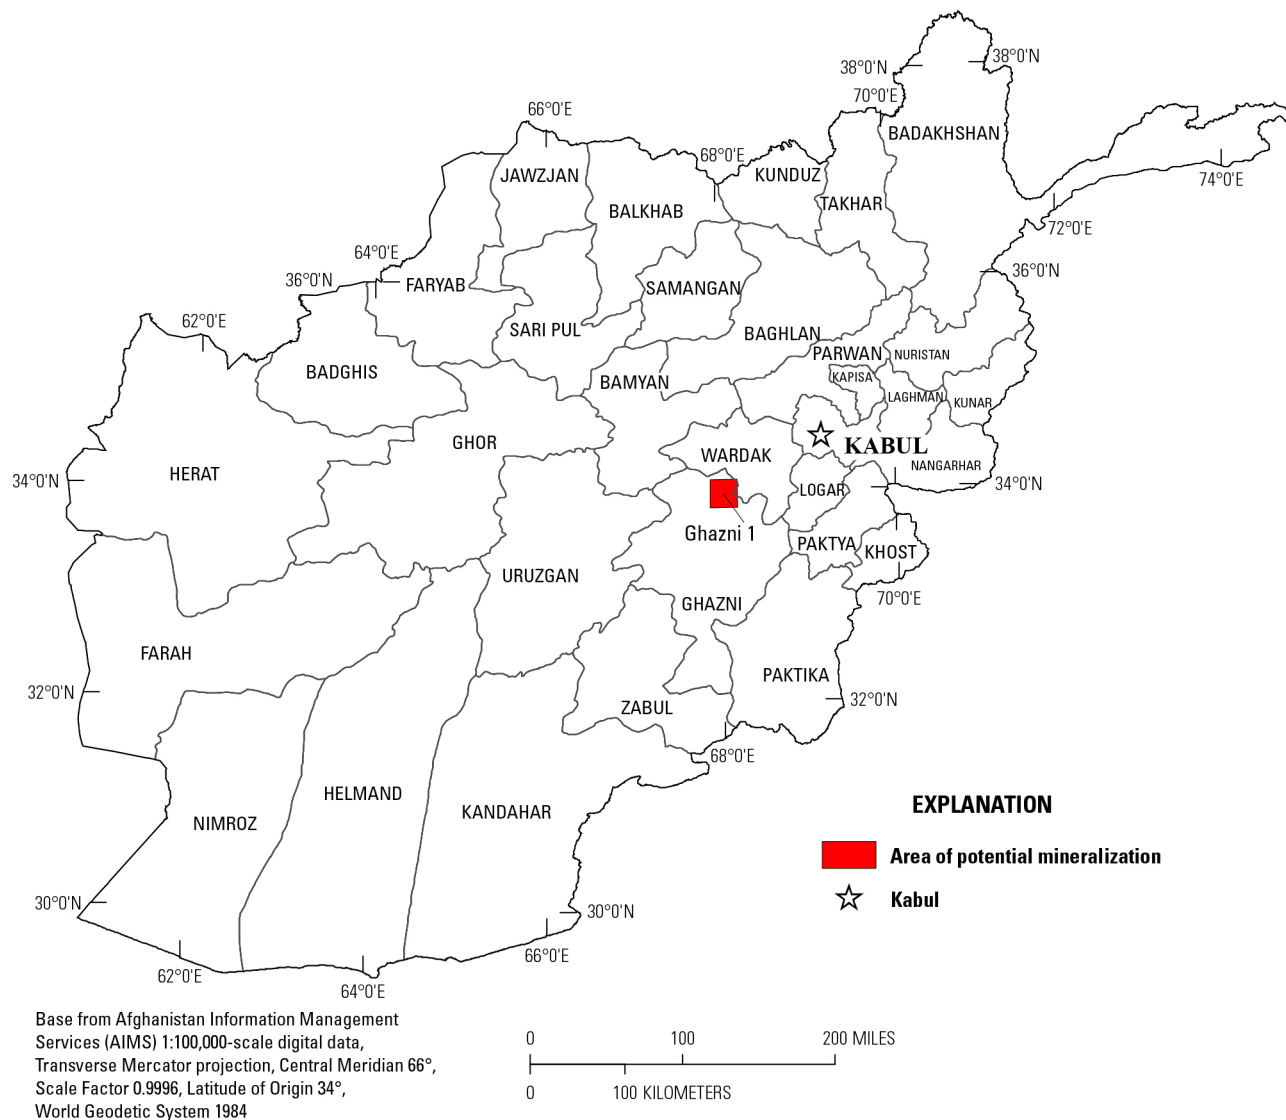 38°0'N
38°0'N
70°0'E
66°0'E
BADAKHSHAN
68°0'E
JAWZJAN
KUNDUZ
74°0'E
BALKHAB
TAKHAR
72°0'E
64°0'E
36°0'N
36°0'N
FARYAB
SAMANGAN
62°0'E
SARI PUL
BAGHLAN
PARWAN
NURISTAN
BADGHIS
BAMYAN
KAPISA
LAGHMAN
KUNAR
GHOR
KABUL
WARDAK
NANGARHAR
HERAT
34°0'N
34°0'N
LOGAR
Ghazni 1
PAKTYA
KHOST
URUZGAN
70°0'E
GHAZNI
FARAH
PAKTIKA
32°0'N
32°0'N
ZABUL
68°0'E
HELMAND
KANDAHAR
NIMROZ
EXPLANATION
Area of potential mineralization
Kabul
30°0'N
30°0'N
66°0'E
62°0'E
64°0'E
Base from Afghanistan Information Management
Services (AIMS) 1:100,000-scale digital data,
Transverse Mercator projection, Central Meridian 66°,
Scale Factor 0.9996, Latitude of Origin 34°,
World Geodetic System 1984
0 100 200 MILES
0 100 KILOMETERS